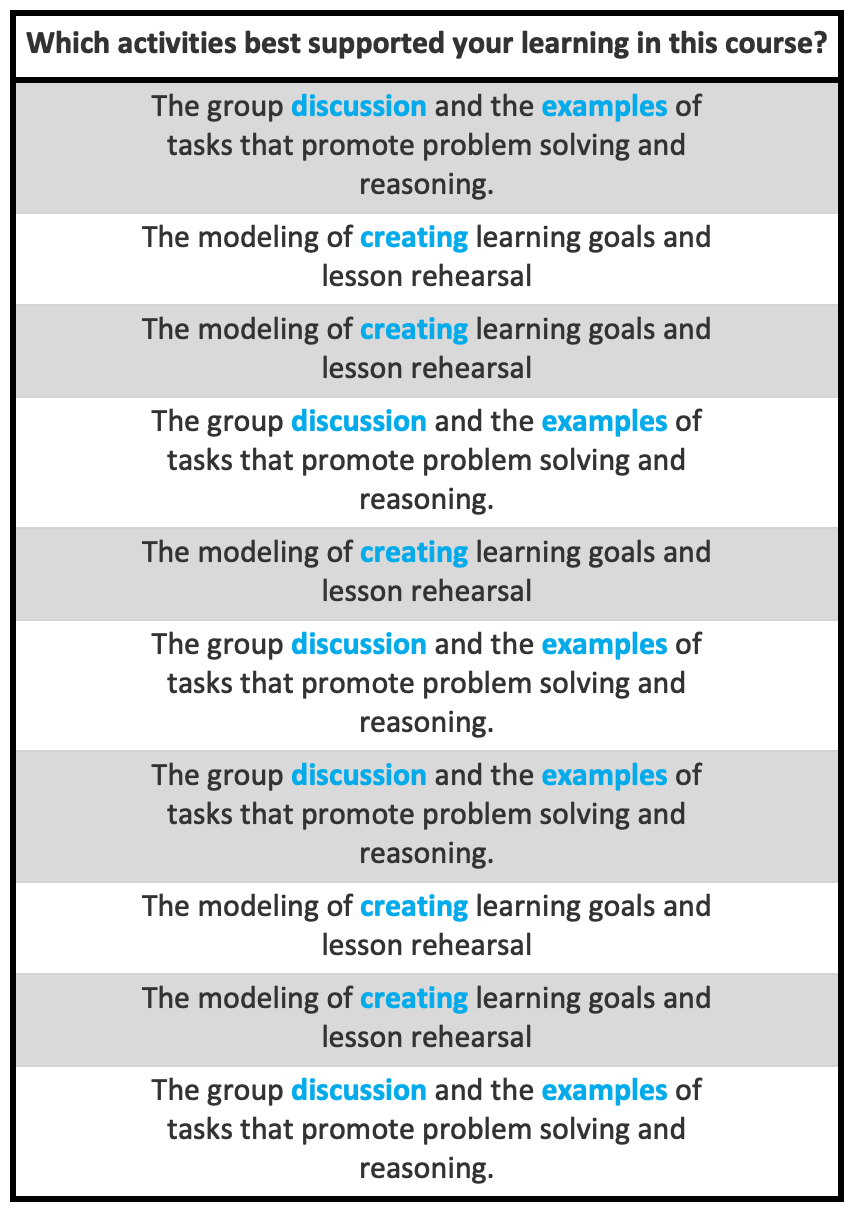 Which activities best supported your learning in this course?
The group discussion and the examples of
tasks that promote problem solving and
reasoning.
The modeling of creating learning goals and
lesson rehearsal
The modeling of creating learning goals and
lesson rehearsal
The group discussion and the examples of
tasks that promote problem solving and
reasoning.
The modeling of creating learning goals and
lesson rehearsal
The group discussion and the examples of
tasks that promote problem solving and
reasoning.
The group discussion and the examples of
tasks that promote problem solving and
reasoning.
The modeling of creating learning goals and
lesson rehearsal
The modeling of creating learning goals and
lesson rehearsal
The group discussion and the examples of
tasks that promote problem solving and
reasoning.